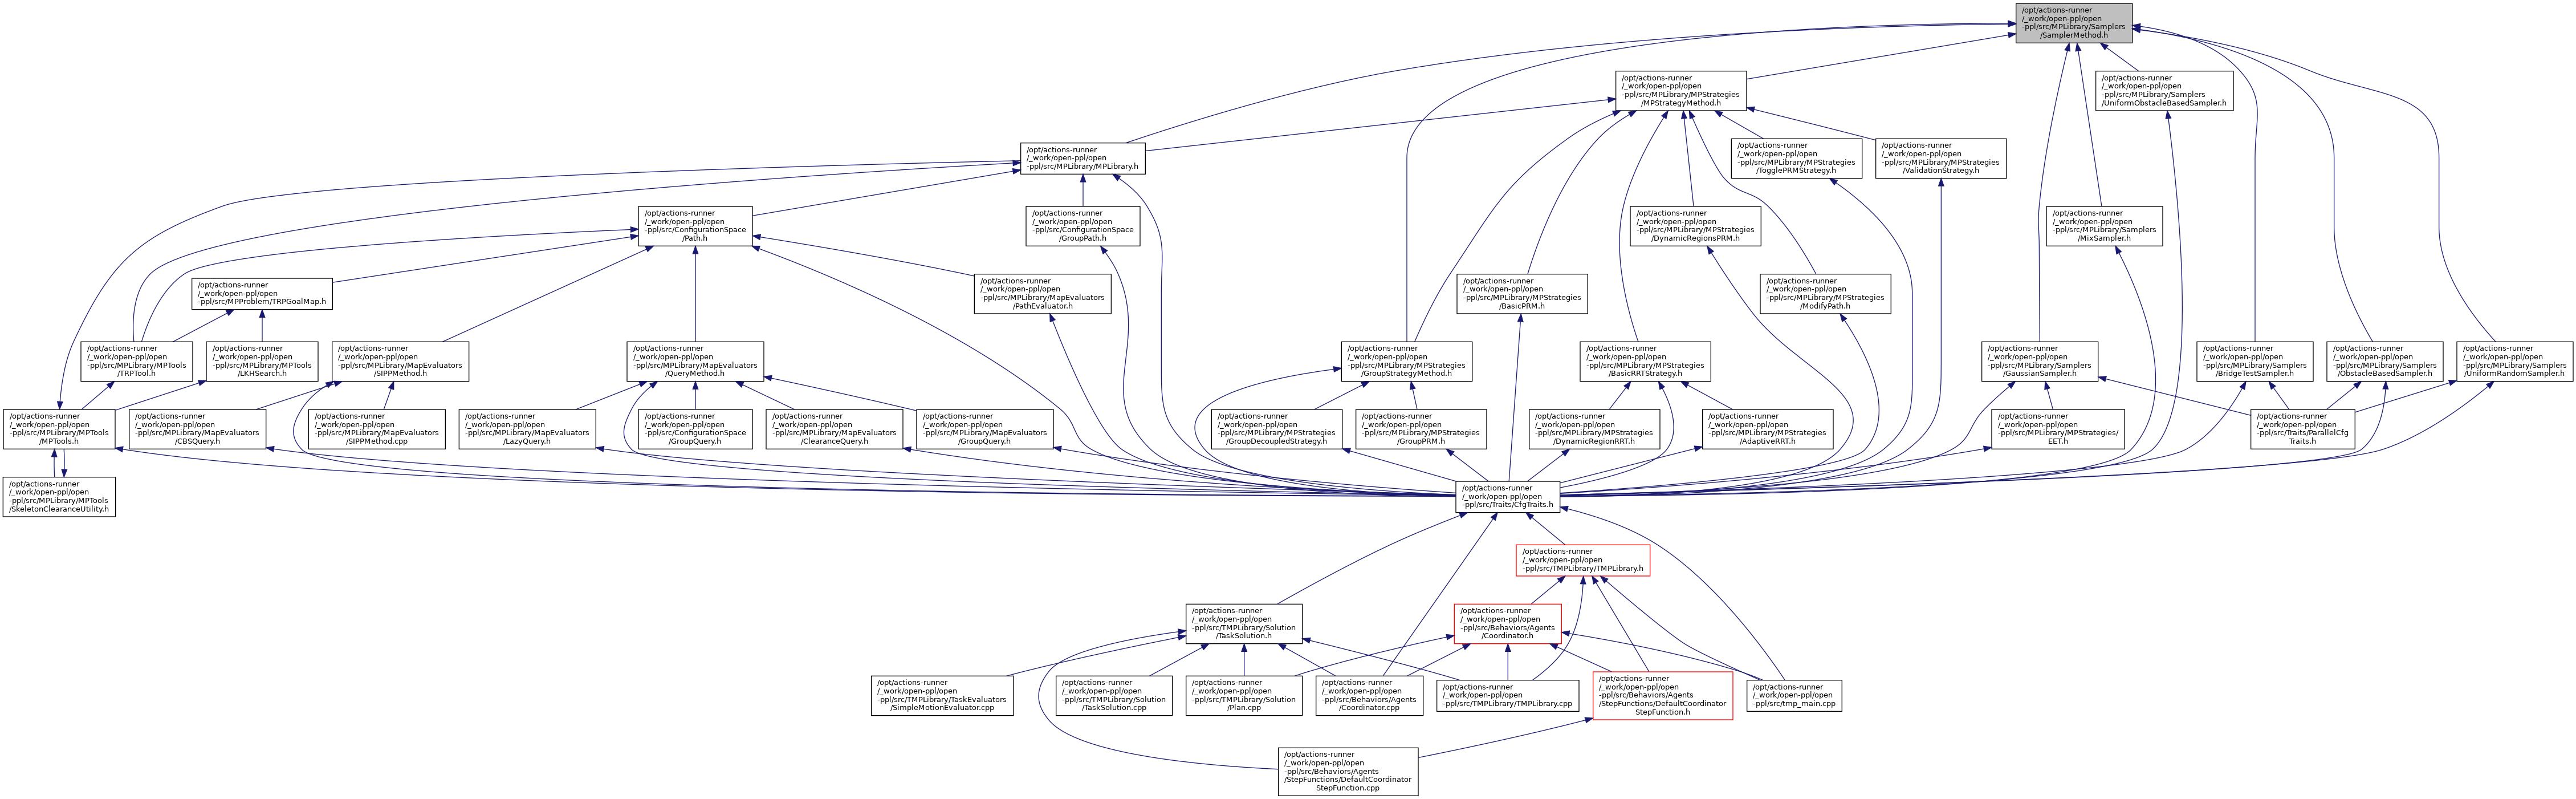 /opt/actions-runner
/_work/open-ppl/open
-ppl/src/MPLibrary/Samplers
/SamplerMethod.h
/opt/actions-runner
/_work/open-ppl/open
-ppl/src/MPLibrary/MPStrategies
/MPStrategyMethod.h
/opt/actions-runner
/_work/open-ppl/open
-ppl/src/MPLibrary/Samplers
/UniformObstacleBasedSampler.h
/opt/actions-runner
/_work/open-ppl/open
-ppl/src/MPLibrary/MPLibrary.h
/opt/actions-runner
/_work/open-ppl/open
-ppl/src/MPLibrary/MPStrategies
/TogglePRMStrategy.h
/opt/actions-runner
/_work/open-ppl/open
-ppl/src/MPLibrary/MPStrategies
/ValidationStrategy.h
/opt/actions-runner
/_work/open-ppl/open
-ppl/src/ConfigurationSpace
/Path.h
/opt/actions-runner
/_work/open-ppl/open
-ppl/src/ConfigurationSpace
/GroupPath.h
/opt/actions-runner
/_work/open-ppl/open
-ppl/src/MPLibrary/MPStrategies
/DynamicRegionsPRM.h
/opt/actions-runner
/_work/open-ppl/open
-ppl/src/MPLibrary/Samplers
/MixSampler.h
/opt/actions-runner
/_work/open-ppl/open
-ppl/src/MPProblem/TRPGoalMap.h
/opt/actions-runner
/_work/open-ppl/open
-ppl/src/MPLibrary/MapEvaluators
/PathEvaluator.h
/opt/actions-runner
/_work/open-ppl/open
-ppl/src/MPLibrary/MPStrategies
/BasicPRM.h
/opt/actions-runner
/_work/open-ppl/open
-ppl/src/MPLibrary/MPStrategies
/ModifyPath.h
/opt/actions-runner
/_work/open-ppl/open
-ppl/src/MPLibrary/MPTools
/TRPTool.h
/opt/actions-runner
/_work/open-ppl/open
-ppl/src/MPLibrary/MPTools
/LKHSearch.h
/opt/actions-runner
/_work/open-ppl/open
-ppl/src/MPLibrary/MapEvaluators
/SIPPMethod.h
/opt/actions-runner
/_work/open-ppl/open
-ppl/src/MPLibrary/MapEvaluators
/QueryMethod.h
/opt/actions-runner
/_work/open-ppl/open
-ppl/src/MPLibrary/MPStrategies
/GroupStrategyMethod.h
/opt/actions-runner
/_work/open-ppl/open
-ppl/src/MPLibrary/MPStrategies
/BasicRRTStrategy.h
/opt/actions-runner
/_work/open-ppl/open
-ppl/src/MPLibrary/Samplers
/GaussianSampler.h
/opt/actions-runner
/_work/open-ppl/open
-ppl/src/MPLibrary/Samplers
/BridgeTestSampler.h
/opt/actions-runner
/_work/open-ppl/open
-ppl/src/MPLibrary/Samplers
/ObstacleBasedSampler.h
/opt/actions-runner
/_work/open-ppl/open
-ppl/src/MPLibrary/Samplers
/UniformRandomSampler.h
/opt/actions-runner
/_work/open-ppl/open
-ppl/src/MPLibrary/MPTools
/MPTools.h
/opt/actions-runner
/_work/open-ppl/open
-ppl/src/MPLibrary/MapEvaluators
/CBSQuery.h
/opt/actions-runner
/_work/open-ppl/open
-ppl/src/MPLibrary/MapEvaluators
/SIPPMethod.cpp
/opt/actions-runner
/_work/open-ppl/open
-ppl/src/MPLibrary/MapEvaluators
/LazyQuery.h
/opt/actions-runner
/_work/open-ppl/open
-ppl/src/ConfigurationSpace
/GroupQuery.h
/opt/actions-runner
/_work/open-ppl/open
-ppl/src/MPLibrary/MapEvaluators
/ClearanceQuery.h
/opt/actions-runner
/_work/open-ppl/open
-ppl/src/MPLibrary/MapEvaluators
/GroupQuery.h
/opt/actions-runner
/_work/open-ppl/open
-ppl/src/MPLibrary/MPStrategies
/GroupDecoupledStrategy.h
/opt/actions-runner
/_work/open-ppl/open
-ppl/src/MPLibrary/MPStrategies
/GroupPRM.h
/opt/actions-runner
/_work/open-ppl/open
-ppl/src/MPLibrary/MPStrategies
/DynamicRegionRRT.h
/opt/actions-runner
/_work/open-ppl/open
-ppl/src/MPLibrary/MPStrategies
/AdaptiveRRT.h
/opt/actions-runner
/_work/open-ppl/open
-ppl/src/MPLibrary/MPStrategies/
EET.h
/opt/actions-runner
/_work/open-ppl/open
-ppl/src/Traits/ParallelCfg
Traits.h
/opt/actions-runner
/_work/open-ppl/open
-ppl/src/MPLibrary/MPTools
/SkeletonClearanceUtility.h
/opt/actions-runner
/_work/open-ppl/open
-ppl/src/Traits/CfgTraits.h
/opt/actions-runner
/_work/open-ppl/open
-ppl/src/TMPLibrary/TMPLibrary.h
/opt/actions-runner
/_work/open-ppl/open
-ppl/src/TMPLibrary/Solution
/TaskSolution.h
/opt/actions-runner
/_work/open-ppl/open
-ppl/src/Behaviors/Agents
/Coordinator.h
/opt/actions-runner
/_work/open-ppl/open
-ppl/src/TMPLibrary/TaskEvaluators
/SimpleMotionEvaluator.cpp
/opt/actions-runner
/_work/open-ppl/open
-ppl/src/TMPLibrary/Solution
/TaskSolution.cpp
/opt/actions-runner
/_work/open-ppl/open
-ppl/src/TMPLibrary/Solution
/Plan.cpp
/opt/actions-runner
/_work/open-ppl/open
-ppl/src/Behaviors/Agents
/Coordinator.cpp
/opt/actions-runner
/_work/open-ppl/open
-ppl/src/TMPLibrary/TMPLibrary.cpp
/opt/actions-runner
/_work/open-ppl/open
-ppl/src/Behaviors/Agents
/StepFunctions/DefaultCoordinator
StepFunction.h
/opt/actions-runner
/_work/open-ppl/open
-ppl/src/tmp_main.cpp
/opt/actions-runner
/_work/open-ppl/open
-ppl/src/Behaviors/Agents
/StepFunctions/DefaultCoordinator
StepFunction.cpp